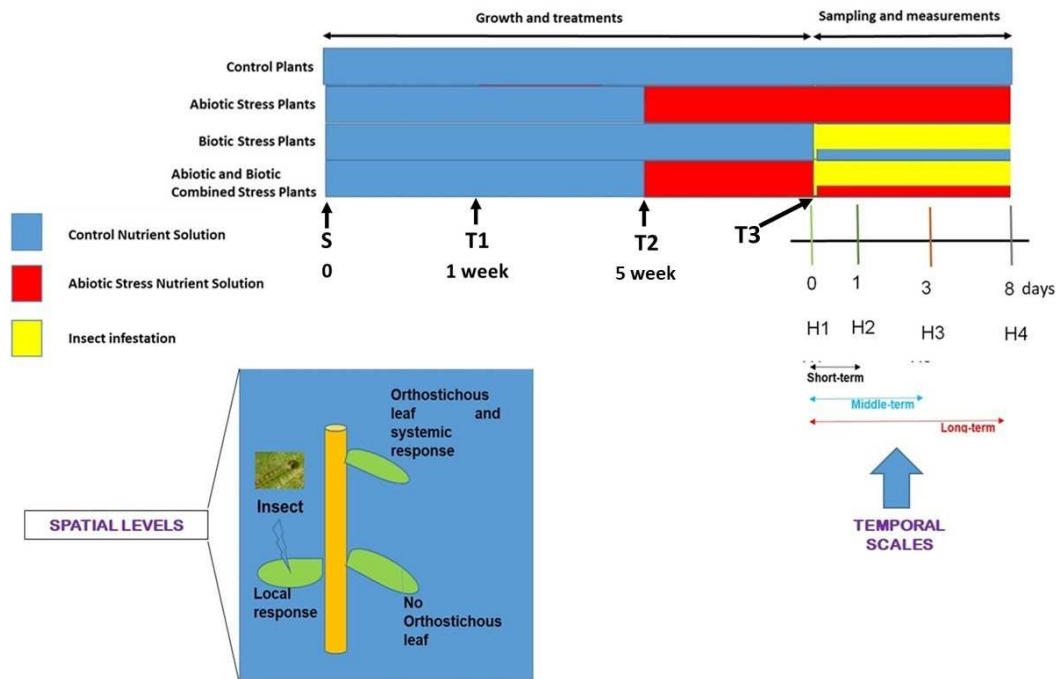 Growth and treatments
Sampling and measurements
Control Plants
Abiotic Stress Plants
Biotic Stress Plants
Abiotic and Biotic
Combined Stress Plants
S
T1
T2
T3
0
1 week
5 week
0
1
3
8 days
H1
H2
H3
H4
Control Nutrient Solution
Abiotic Stress Nutrient Solution
Insect infestation
Short-term
Middle-term
Long-term
TEMPORAL
SCALES
SPATIAL LEVELS
Orthostichous
leaf and
systemic
response
Insect
Local
response
No
Orthostichous
leaf